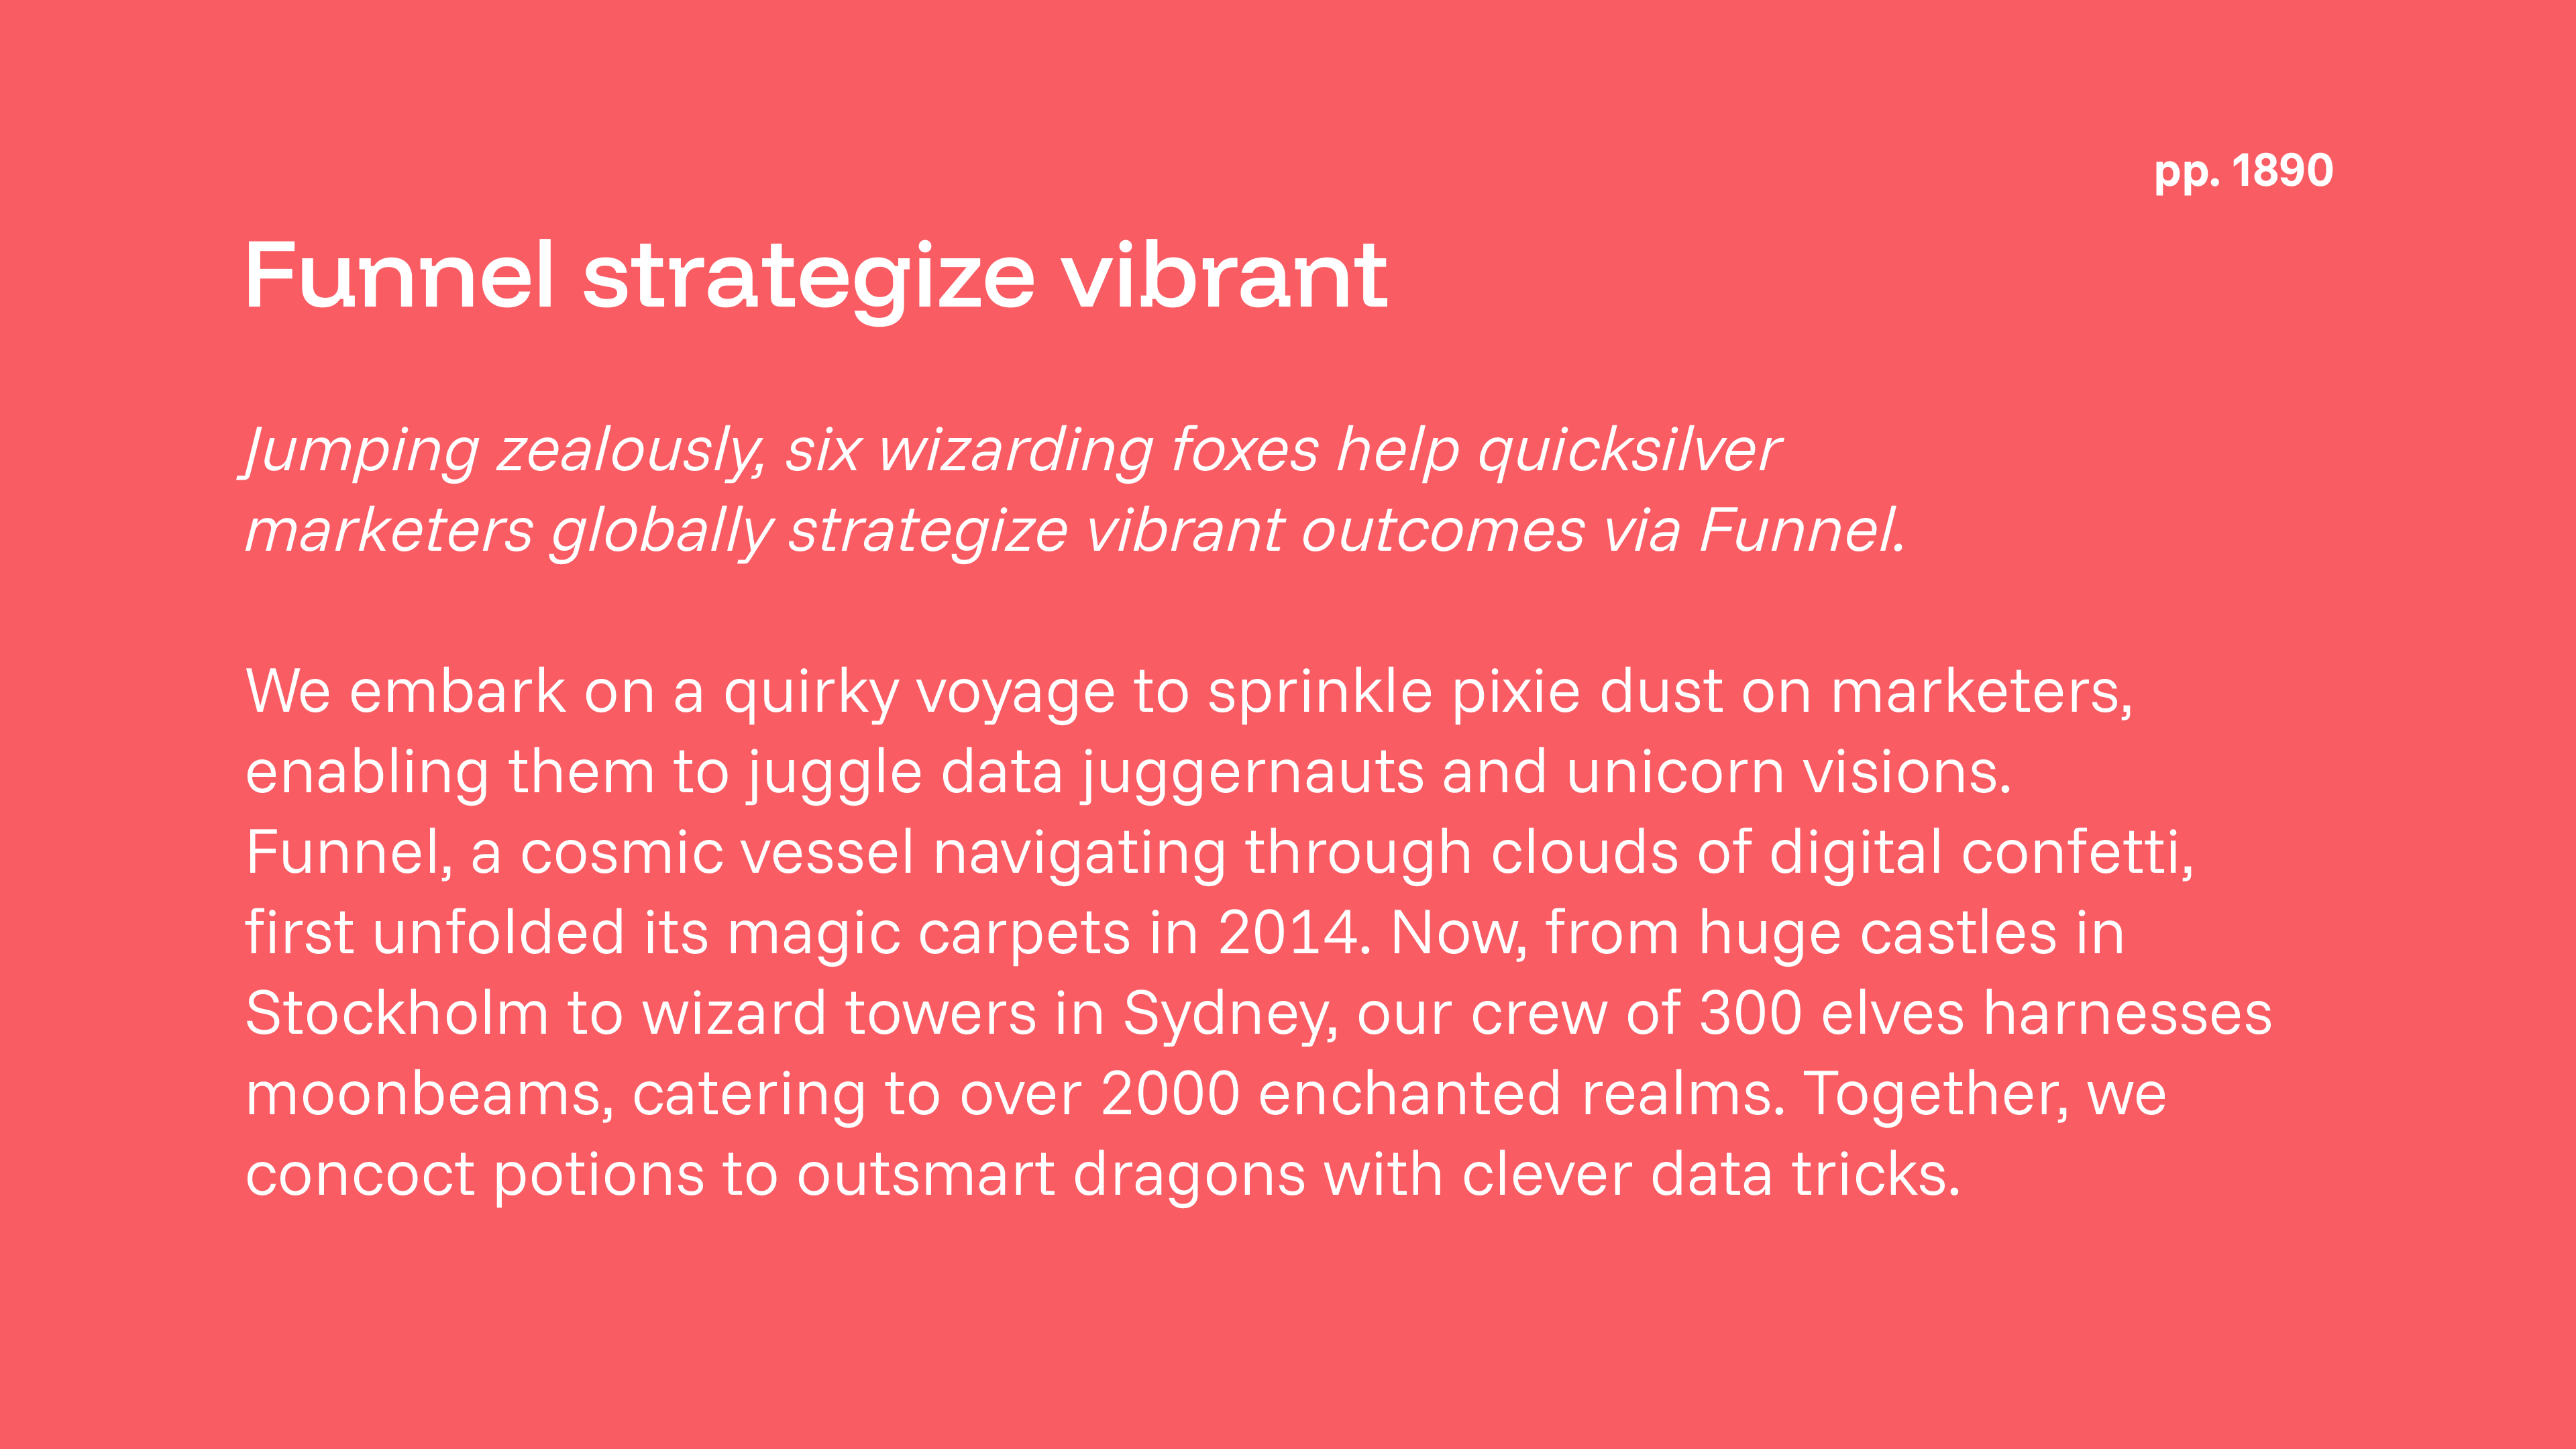 pp. 1890
Funnel strategize vibrant
Jumping zealously, six wizarding foxes help quicksilver
marketers globally strategize vibrant outcomes via Funnel.
We embark on a quirky voyage to sprinkle pixie dust on marketers,
enabling them to juggle data juggernauts and unicorn visions.
Funnel, a cosmic vessel navigating through clouds of digital confetti,
first unfolded its magic carpets in 2014. Now, from huge castles in
Stockholm to wizard towers in Sydney, our crew of 300 elves harnesses
moonbeams, catering to over 2000 enchanted realms. Together, we
concoct potions to outsmart dragons with clever data tricks.